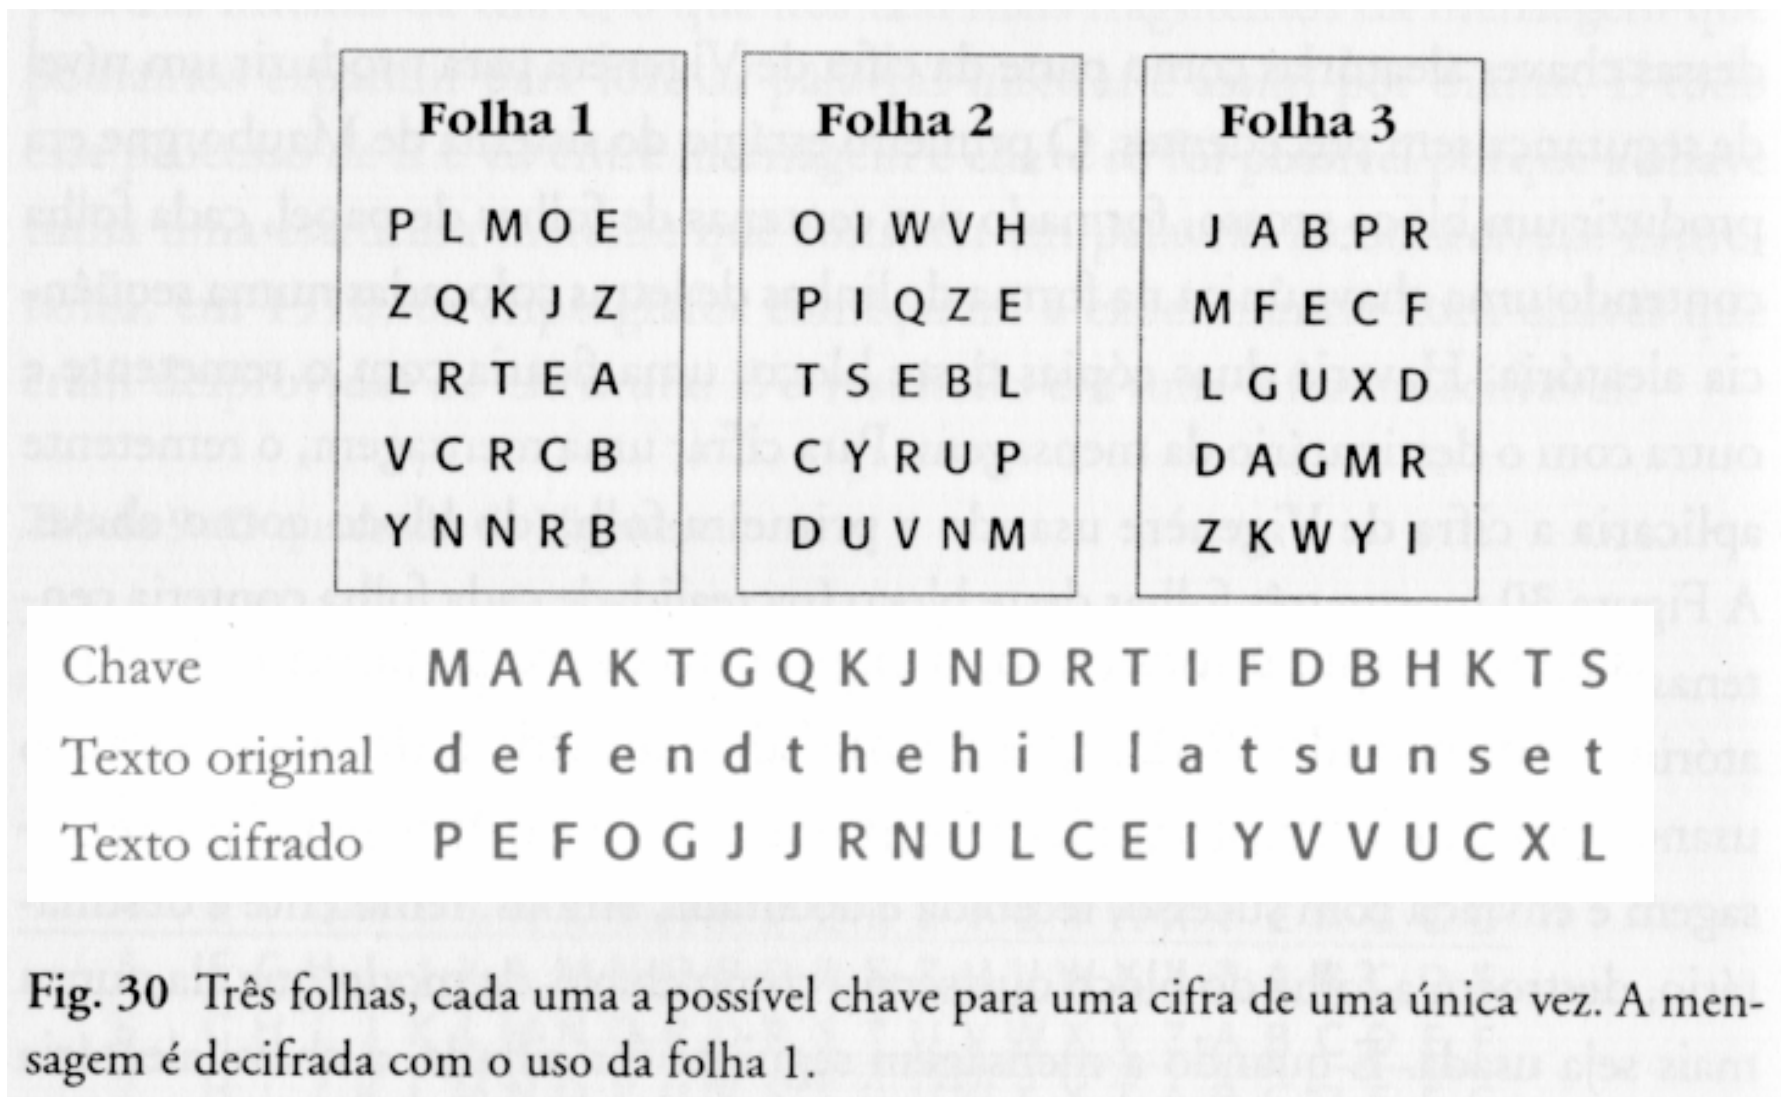 Folha 1
P L M O E
Z Q K J Z
L R T E A
V C R C B
Y N N R B
Folha 2
O I W V H
P I Q Z E
T S E B L
C Y R U P
D U V N M
Folha 3
J A B P R
M F E C F
L G U X D
D A G M R
Z K W Y I
Chave M A A K T G Q K J N D R T I F D B H K T S
Texto original d e f e n d t h e h i l l a t s u n s e t
Texto cifrado P E F O G J J R N U L C E I Y V V U C X L
Fig. 30 Três folhas, cada uma a possível chave para uma cifra de uma única vez. A men-
sagem é decifrada com o uso da folha 1.